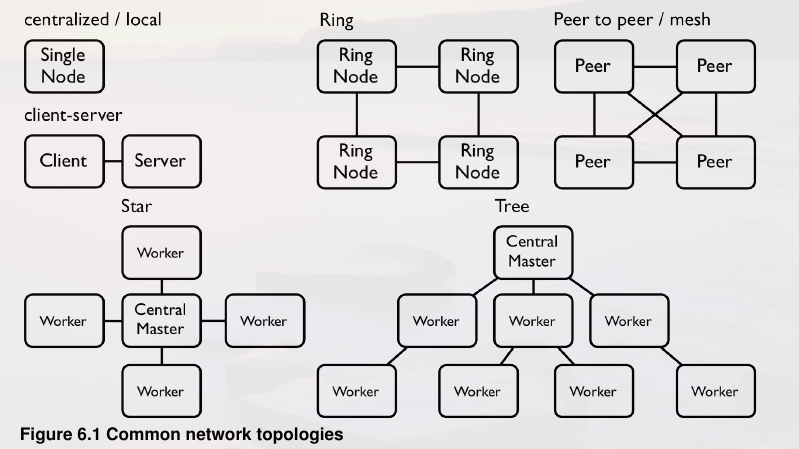 centralized / local
Single
Node
client-server
Client
Server
Ring
Ring
Node
Ring
Node
Ring
Node
Ring
Node
Peer to peer / mesh
Peer
Peer
Peer
Peer
Star
Worker
Worker
Central
Master
Worker
Worker
Tree
Central
Master
Worker
Worker
Worker
Worker
Worker
Worker
Worker
Figure 6.1 Common network topologies